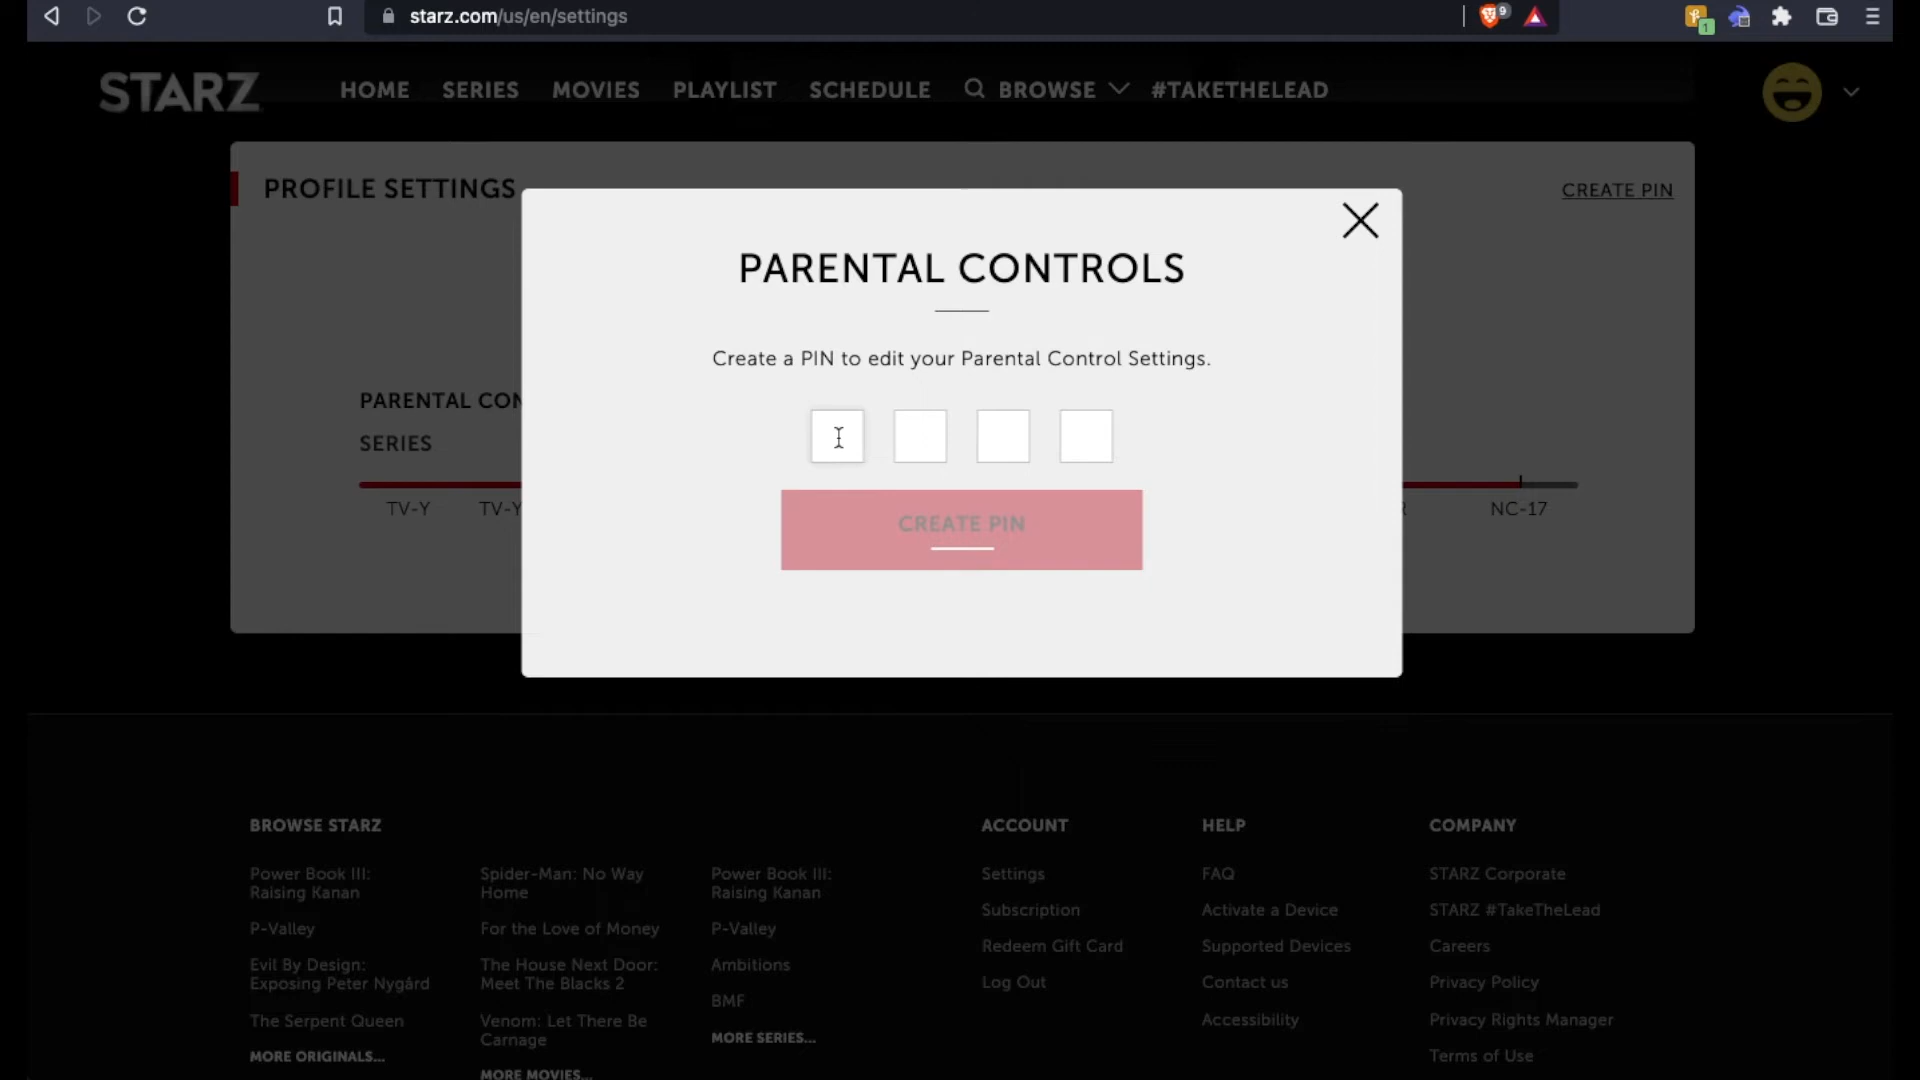 starz.com/us/en/settings
9
1
STARZ
HOME
SERIES
MOVIES
PLAYLIST
SCHEDULE
BROWSE
#TAKETHELEAD
PROFILE SETTINGS
CREATE PIN
PARENTAL CONTROLS
Create a PIN to edit your Parental Control Settings.
PARENTAL CON
SERIES
TV-Y
TV-Y
R
NC-17
CREATE PIN
BROWSE STARZ
Power Book III:
Raising Kanan
P-Valley
Evil By Design:
Exposing Peter Nygård
The Serpent Queen
MORE ORIGINALS...
Spider-Man: No Way
Home
For the Love of Money
The House Next Door:
Meet The Blacks 2
Venom: Let There Be
Carnage
MORE MOVIES...
Power Book III:
Raising Kanan
P-Valley
Ambitions
BMF
MORE SERIES...
ACCOUNT
Settings
Subscription
Redeem Gift Card
Log Out
HELP
FAQ
Activate a Device
Supported Devices
Contact us
Accessibility
COMPANY
STARZ Corporate
STARZ #TakeTheLead
Careers
Privacy Policy
Privacy Rights Manager
Terms of Use